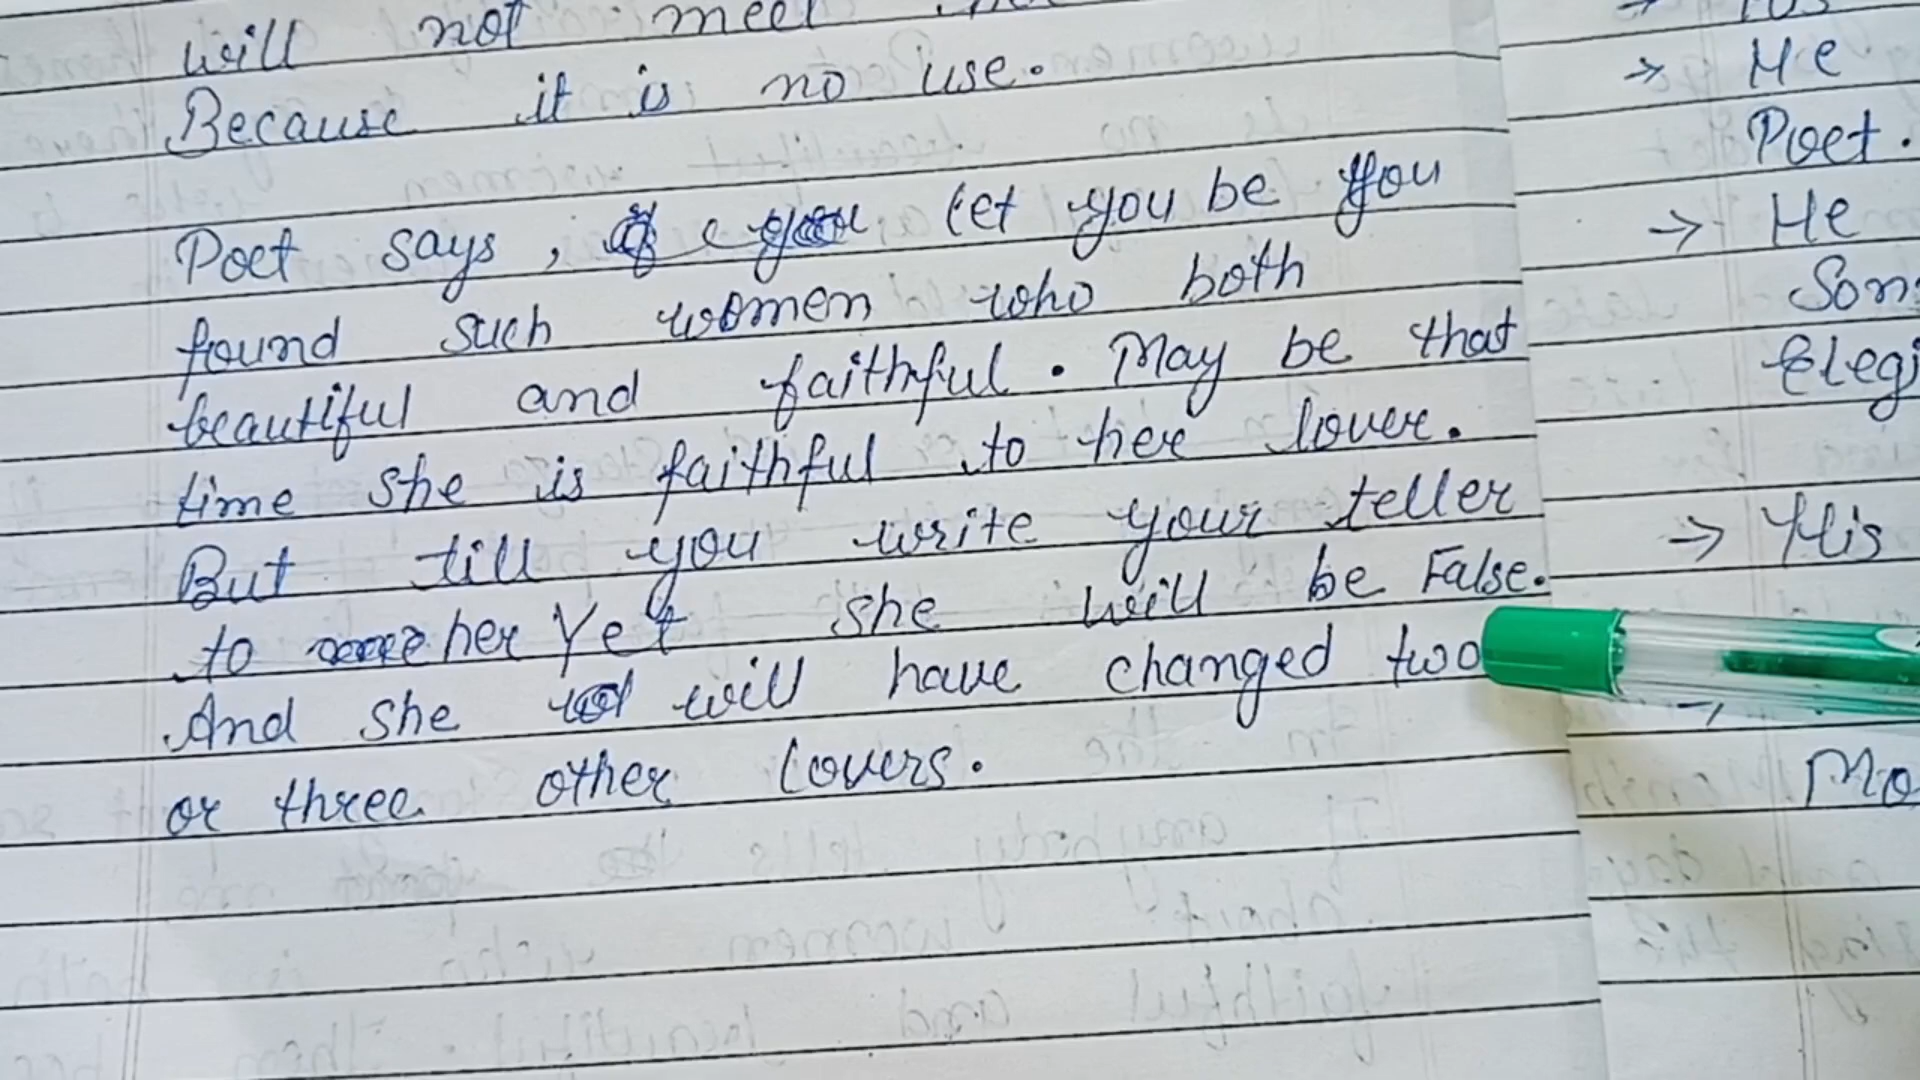 will not meet
Because it is no use.
Poet says, let you be you
found such women who both
beautiful and faithful. May be that
time she is faithful to her lover.
But till you write your teller
to her Yet she will be False.
And she will have changed two
or three other lovers.
He
Poet.
He
Son
Elegi
His
Mo